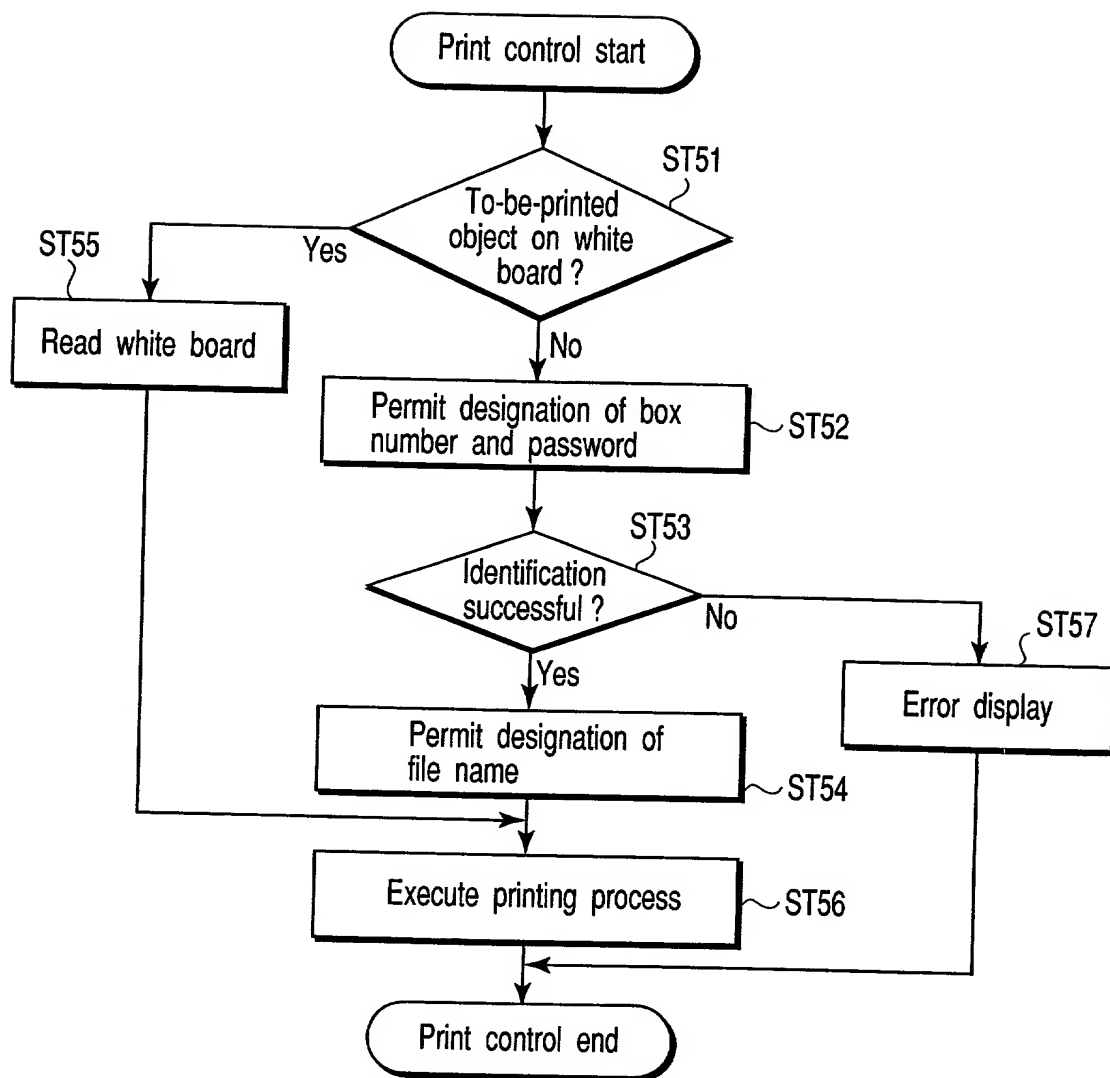 Print control start
ST51
To-be-printed
object on white
board ?
Yes
No
ST55
Read white board
Permit designation of box
number and password
ST52
ST53
Identification
successful ?
No
Yes
ST57
Error display
Permit designation of
file name
ST54
Execute printing process
ST56
Print control end